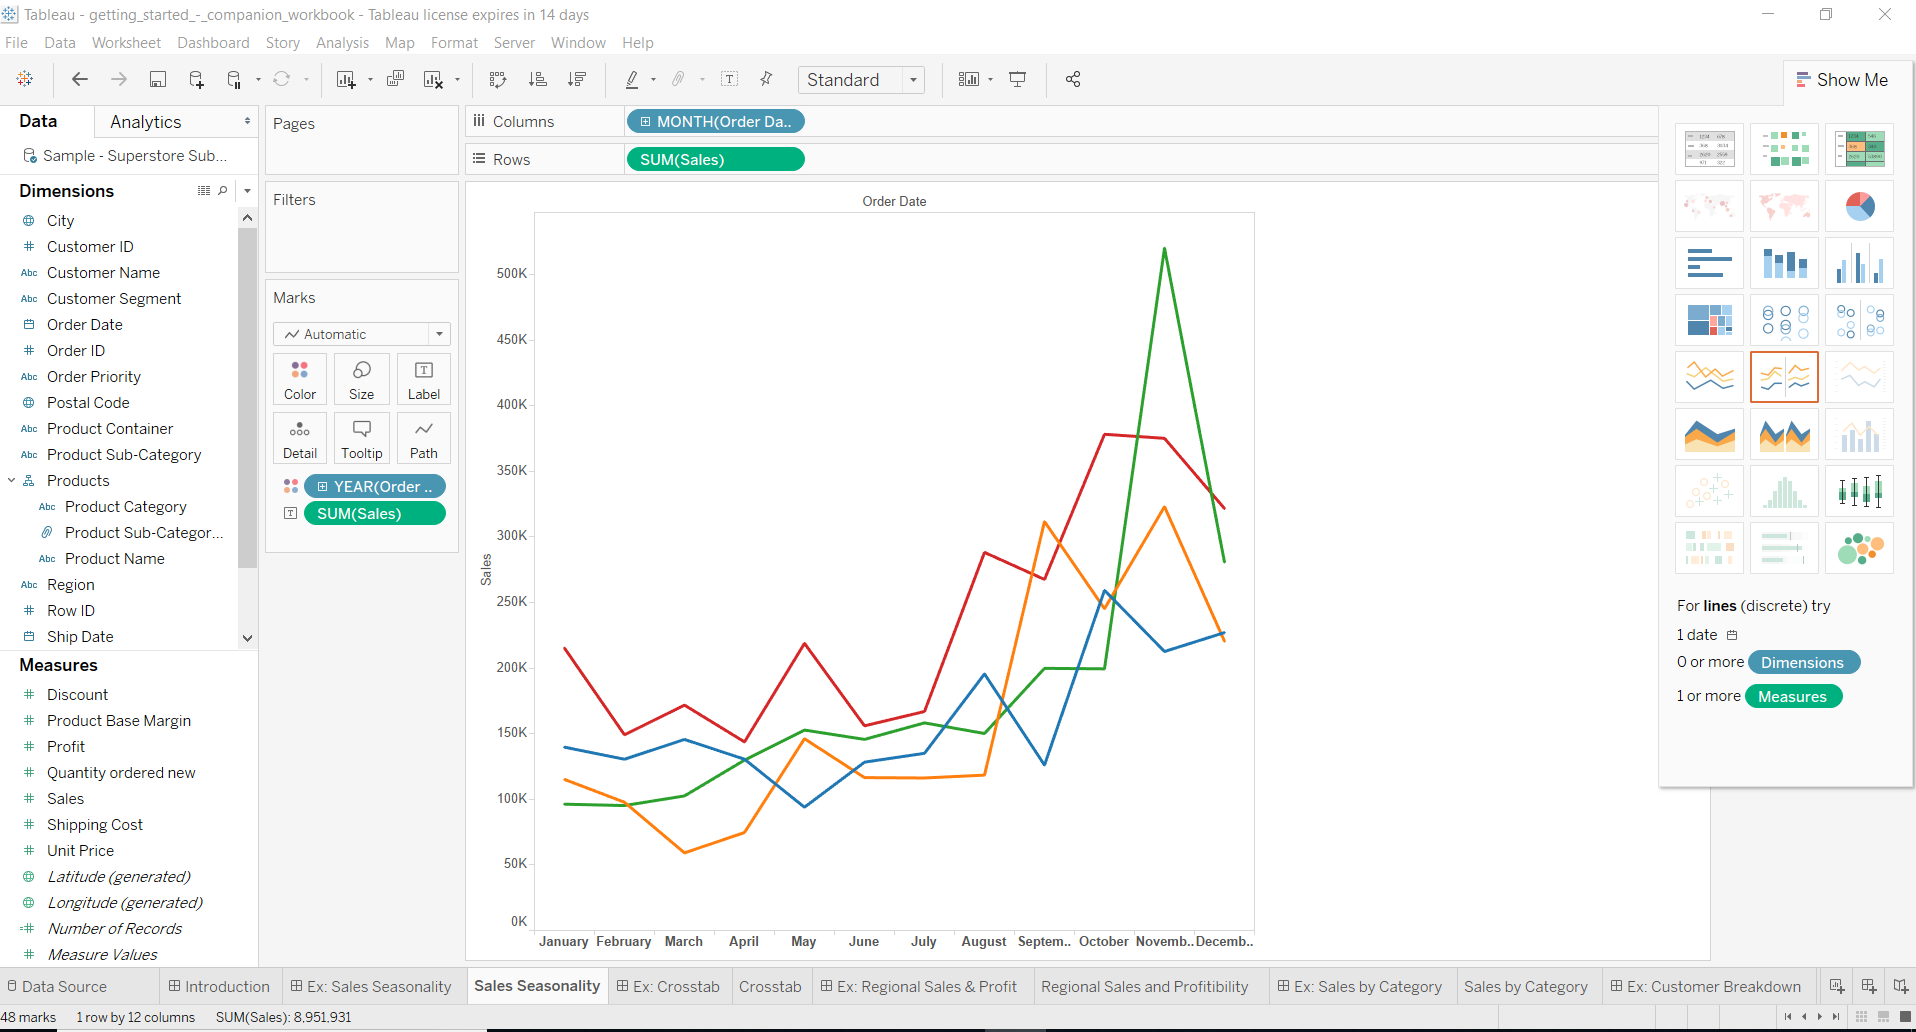 Tableau - getting_started_-_companion_workbook - Tableau license expires in 14 days
File Data Worksheet Dashboard Story Analysis Map Format Server Window Help
Standard
Show Me
Data Analytics
Sample - Superstore Sub...
Dimensions
City
Customer ID
Abc Customer Name
Abc Customer Segment
Order Date
Order ID
Abc Order Priority
Postal Code
Abc Product Container
Abc Product Sub-Category
Products
Abc Product Category
Product Sub-Categor...
Abc Product Name
Abc Region
Row ID
Ship Date
Measures
Discount
Product Base Margin
Profit
Quantity ordered new
Sales
Shipping Cost
Unit Price
Latitude (generated)
Longitude (generated)
Number of Records
Measure Values
Pages
Filters
Marks
Automatic
Color Size Label
Detail Tooltip Path
YEAR(Order ..
SUM(Sales)
Columns MONTH(Order Da..
Rows SUM(Sales)
Order Date
500K
450K
400K
350K
300K
250K
200K
150K
100K
50K
0K
Sales
January February March April May June July August Septem.. October Novemb.. Decemb..
For lines (discrete) try
1 date
0 or more Dimensions
1 or more Measures
Data Source Introduction Ex: Sales Seasonality Sales Seasonality Ex: Crosstab Crosstab Ex: Regional Sales & Profit Regional Sales and Profitibility Ex: Sales by Category Sales by Category Ex: Customer Breakdown
48 marks 1 row by 12 columns SUM(Sales): 8,951,931